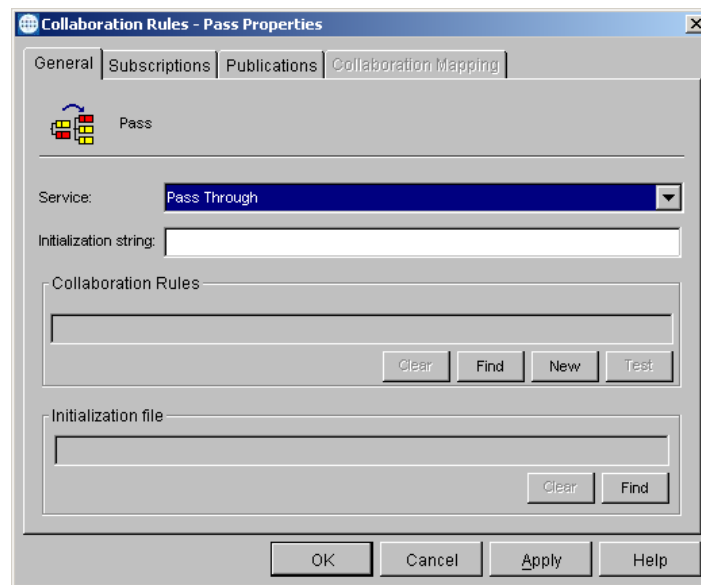 Collaboration Rules - Pass Properties
General Subscriptions Publications Collaboration Mapping
Pass
Service: Pass Through
Initialization string:
Collaboration Rules
Clear Find New Test
Initialization file
Clear Find
OK Cancel Apply Help